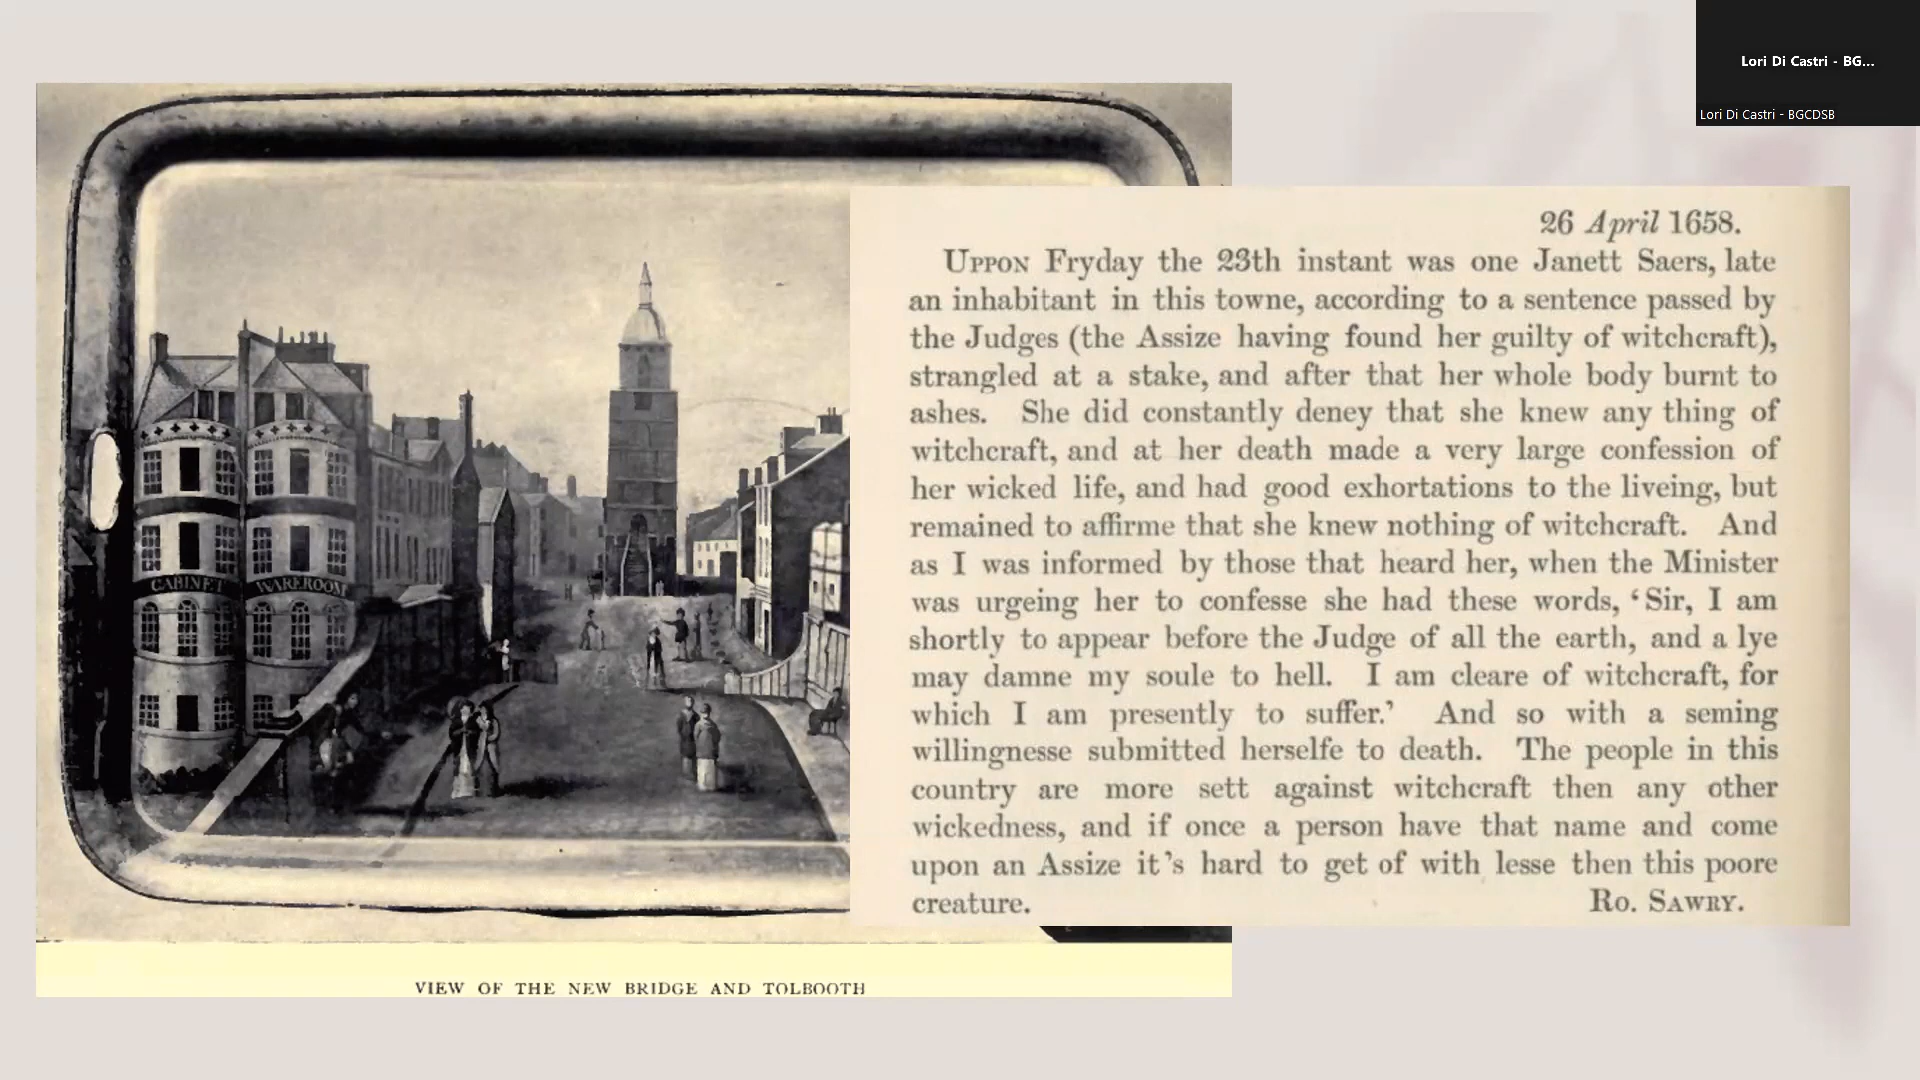 Lori Di Castri - BG...
Lori Di Castri - BGCDSB
CABINET WAREROOM
VIEW OF THE NEW BRIDGE AND TOLBOOTH
26 April 1658.
UPPON Fryday the 23th instant was one Janett Saers, late
an inhabitant in this towne, according to a sentence passed by
the Judges (the Assize having found her guilty of witchcraft),
strangled at a stake, and after that her whole body burnt to
ashes. She did constantly deney that she knew any thing of
witchcraft, and at her death made a very large confession of
her wicked life, and had good exhortations to the liveing, but
remained to affirme that she knew nothing of witchcraft. And
as I was informed by those that heard her, when the Minister
was urgeing her to confesse she had these words, ‘Sir, I am
shortly to appear before the Judge of all the earth, and a lye
may damne my soule to hell. I am cleare of witchcraft, for
which I am presently to suffer.’ And so with a seming
willingnesse submitted herselfe to death. The people in this
country are more sett against witchcraft then any other
wickedness, and if once a person have that name and come
upon an Assize it’s hard to get of with lesse then this poore
creature. RO. SAWRY.